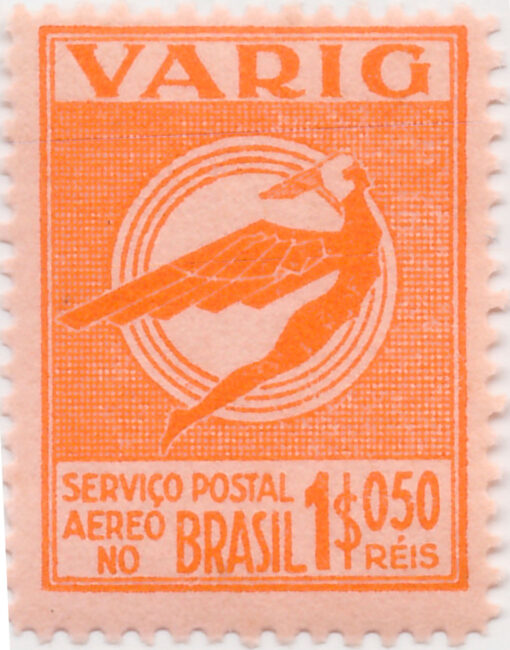 VARIG
SERVIÇO POSTAL
AEREO
NO BRASIL 1$050
RÉIS